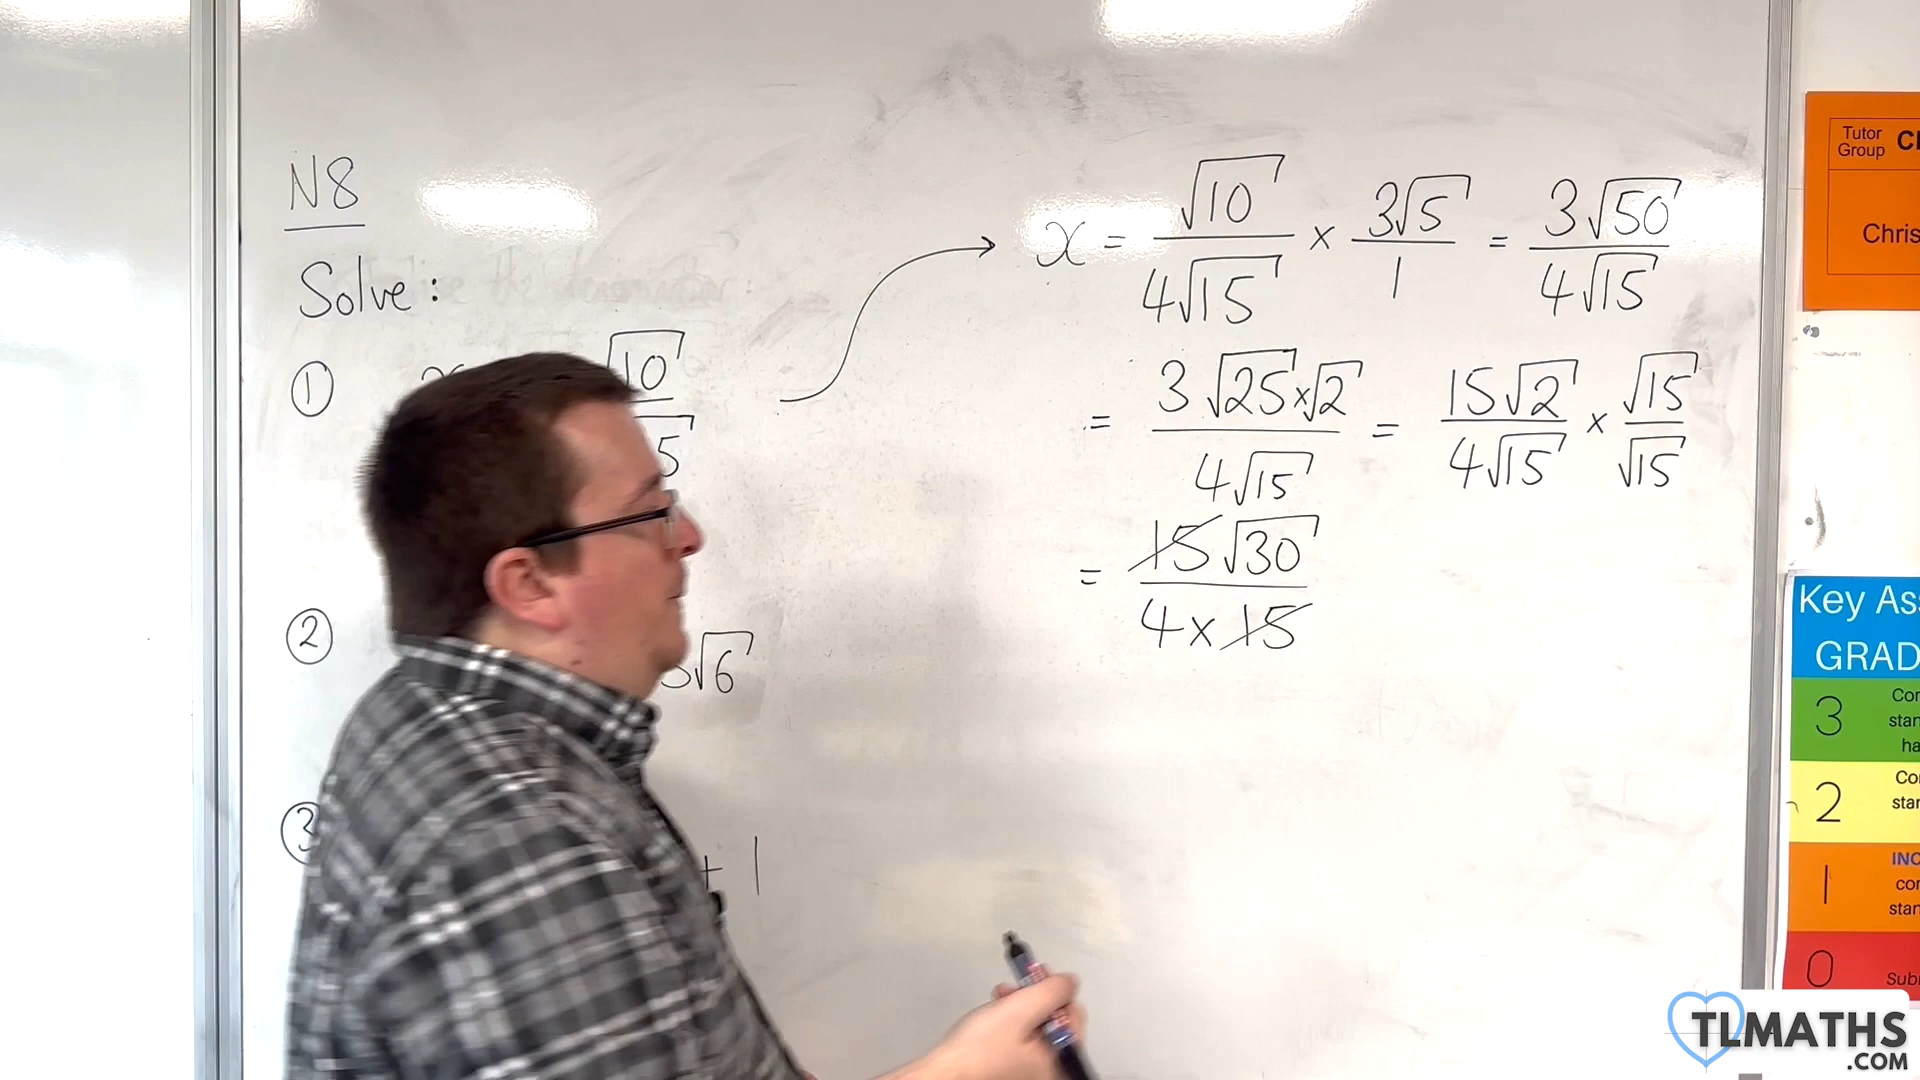 N8
Solve:
① √10
5
② √6
③ + 1
x = √10 / 4√15 × 3√5 / 1 = 3√50 / 4√15
= 3√25×√2 / 4√15 = 15√2 / 4√15 × √15 / √15
= 15√30 / 4×15
Tutor
Group
Chris
Key As
GRAD
3
2
1
0
TLMATHS
.COM